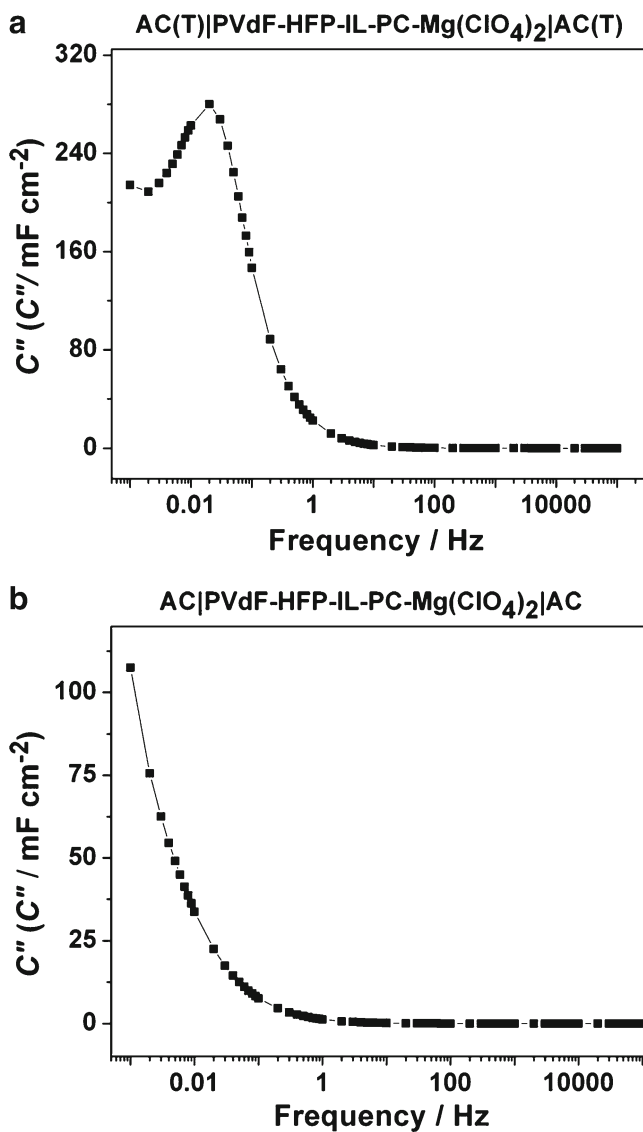 a
AC(T)|PVdF-HFP-IL-PC-Mg(ClO4)2|AC(T)
320
240
160
80
0
C″ (C″/ mF cm-2)
0.01 1 100 10000
Frequency / Hz
b
AC|PVdF-HFP-IL-PC-Mg(ClO4)2|AC
100
75
50
25
0
C″ (C″ / mF cm-2)
0.01 1 100 10000
Frequency / Hz